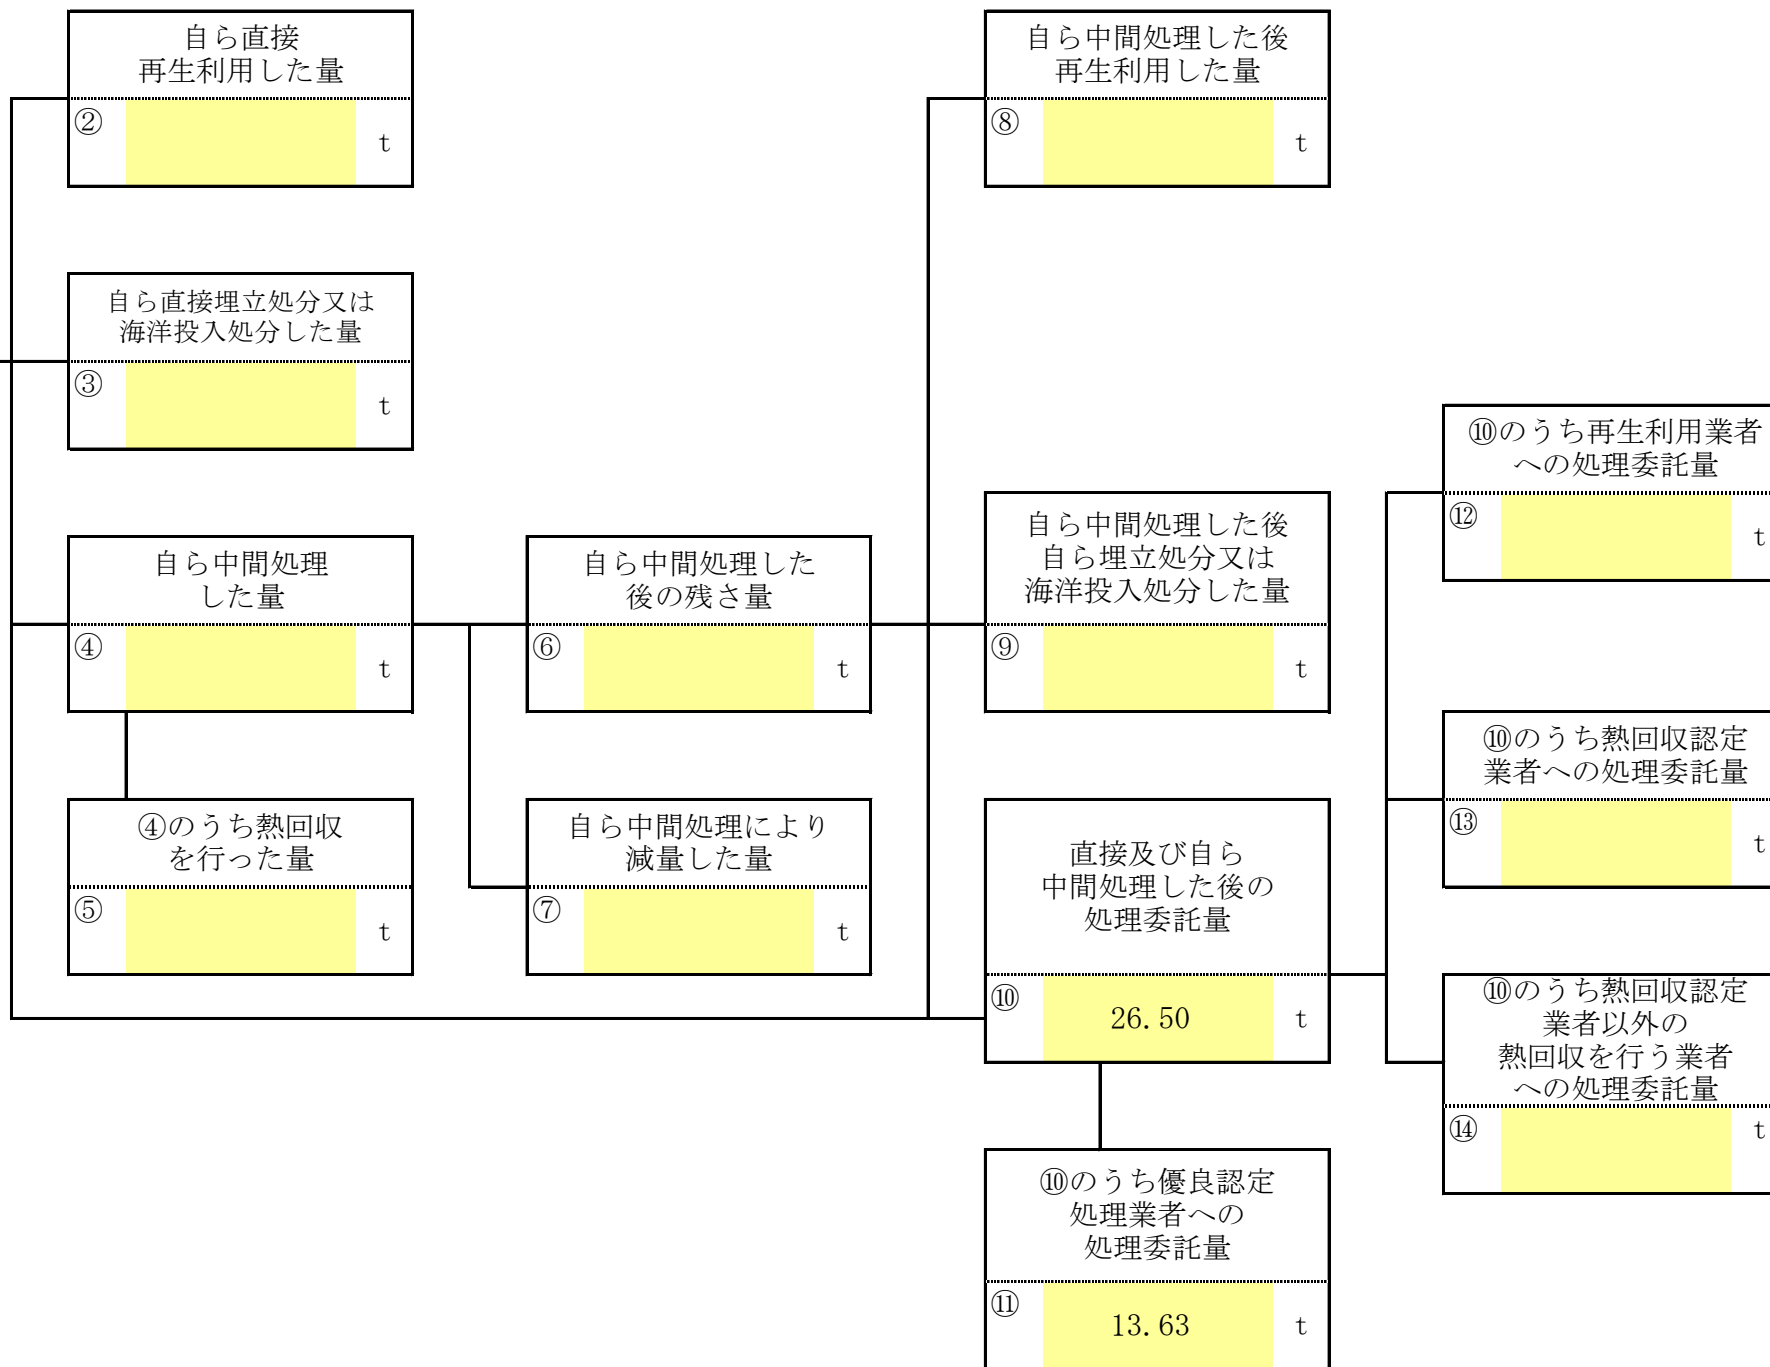 自ら直接
再生利用した量
②
t
自ら直接埋立処分又は
海洋投入処分した量
③
t
自ら中間処理
した量
④
t
④のうち熱回収
を行った量
⑤
t
自ら中間処理した
後の残さ量
⑥
t
自ら中間処理により
減量した量
⑦
t
自ら中間処理した後
再生利用した量
⑧
t
自ら中間処理した後
自ら埋立処分又は
海洋投入処分した量
⑨
t
直接及び自ら
中間処理した後の
処理委託量
⑩ 26.50 t
⑩のうち優良認定
処理業者への
処理委託量
⑪ 13.63 t
⑩のうち再生利用業者
への処理委託量
⑫
t
⑩のうち熱回収認定
業者への処理委託量
⑬
t
⑩のうち熱回収認定
業者以外の
熱回収を行う業者
への処理委託量
⑭
t